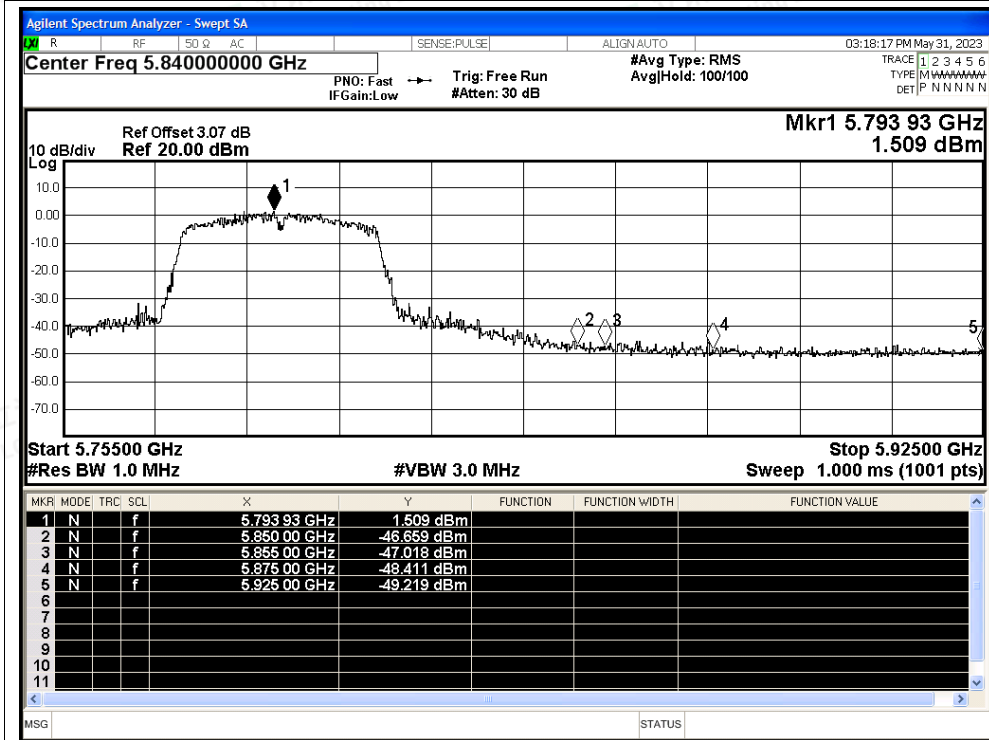 Agilent Spectrum Analyzer - Swept SA
LXI R RF 50 Ω AC SENSE:PULSE ALIGN AUTO 03:18:17 PM May 31, 2023
Center Freq 5.840000000 GHz #Avg Type: RMS TRACE 1 2 3 4 5 6
PNO: Fast Trig: Free Run Avg|Hold: 100/100 TYPE M
IFGain:Low #Atten: 30 dB DET P N N N N N
Mkr1 5.793 93 GHz
Ref Offset 3.07 dB
10 dB/div Ref 20.00 dBm 1.509 dBm
Log
10.0
1
0.00
-10.0
-20.0
-30.0
-40.0
2 3 4 5
-50.0
-60.0
-70.0
Start 5.75500 GHz Stop 5.92500 GHz
#Res BW 1.0 MHz #VBW 3.0 MHz Sweep 1.000 ms (1001 pts)
MKR MODE TRC SCL X Y FUNCTION FUNCTION WIDTH FUNCTION VALUE
1 N f 5.793 93 GHz 1.509 dBm
2 N f 5.850 00 GHz -46.659 dBm
3 N f 5.855 00 GHz -47.018 dBm
4 N f 5.875 00 GHz -48.411 dBm
5 N f 5.925 00 GHz -49.219 dBm
6
7
8
9
10
11
MSG STATUS